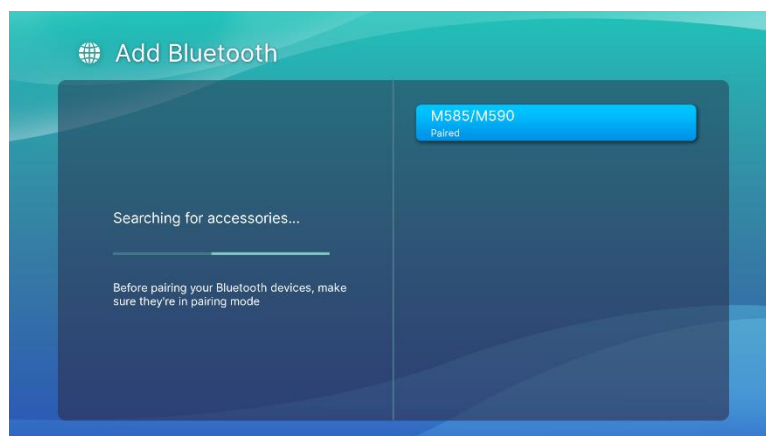 Add Bluetooth
M585/M590
Paired
Searching for accessories...
Before pairing your Bluetooth devices, make
sure they're in pairing mode